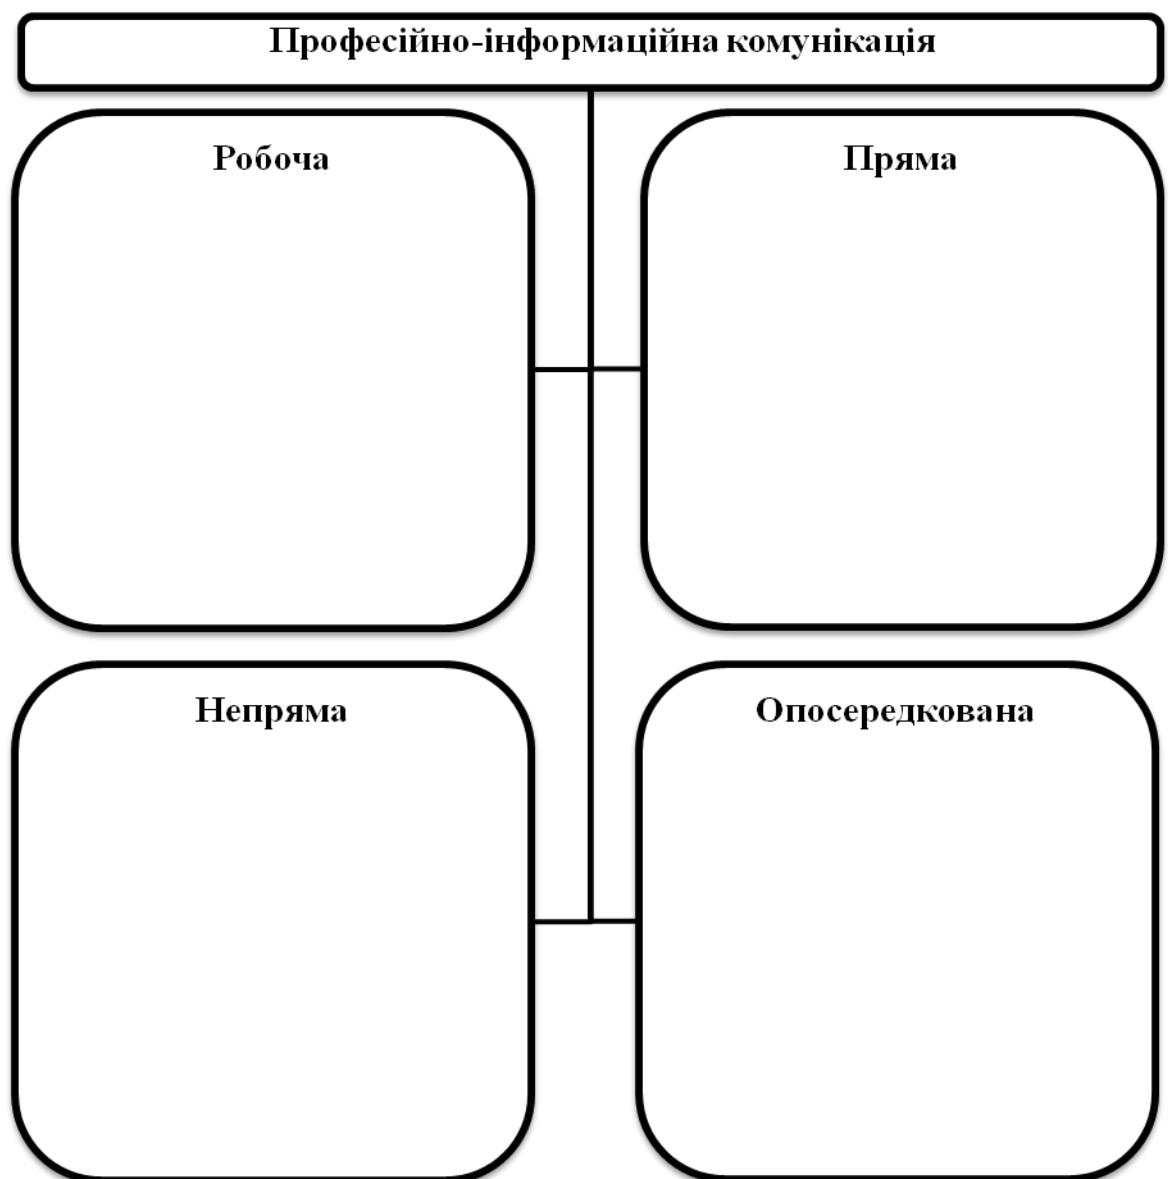 Професійно-інформаційна комунікація
Робоча
Пряма
Непряма
Опосередкована